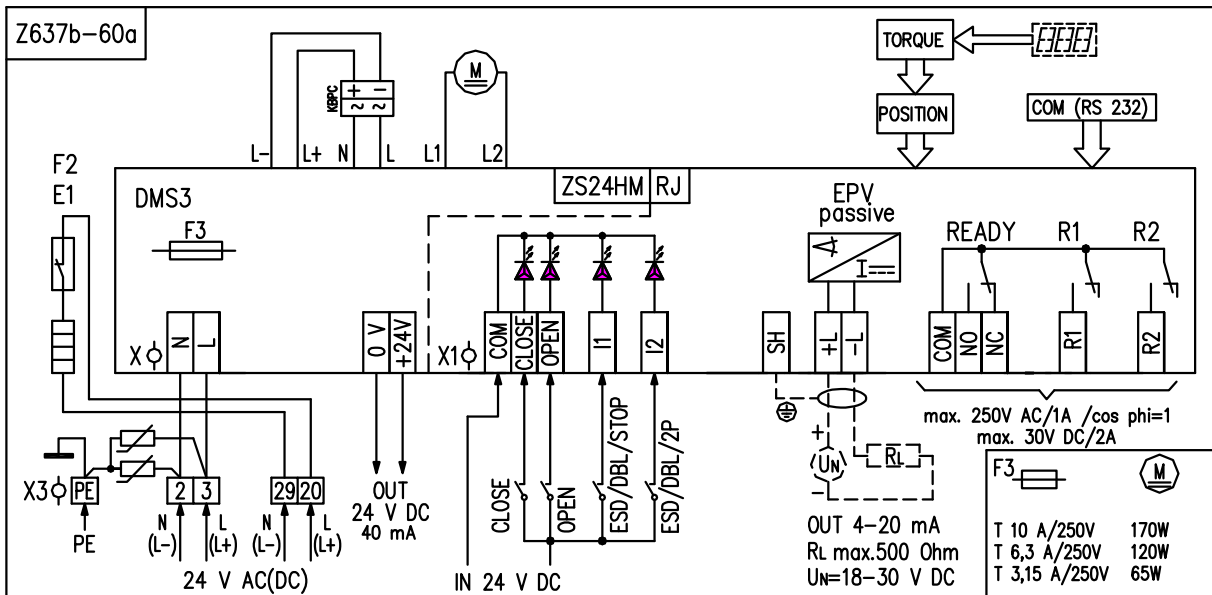 Z637b-60a
TORQUE
POSITION
COM (RS 232)
KBPC
+ -
~ ~
M
L- L+ N L L1 L2
F2
E1
DMS3
F3
ZS24HM RJ
EPV
passive
READY R1 R2
X N L
0 V +24V
X1 COM CLOSE OPEN I1 I2
SH +L -L
COM NO NC R1 R2
X3 PE 2 3 29 20
PE
N L N L
(L-) (L+) (L-) (L+)
24 V AC(DC)
OUT
24 V DC
40 mA
CLOSE OPEN ESD/DBL/STOP ESD/DBL/2P
IN 24 V DC
+
UN
-
RL
OUT 4-20 mA
RL max.500 Ohm
UN=18-30 V DC
max. 250V AC/1A /cos phi=1
max. 30V DC/2A
F3 M
T 10 A/250V 170W
T 6,3 A/250V 120W
T 3,15 A/250V 65W